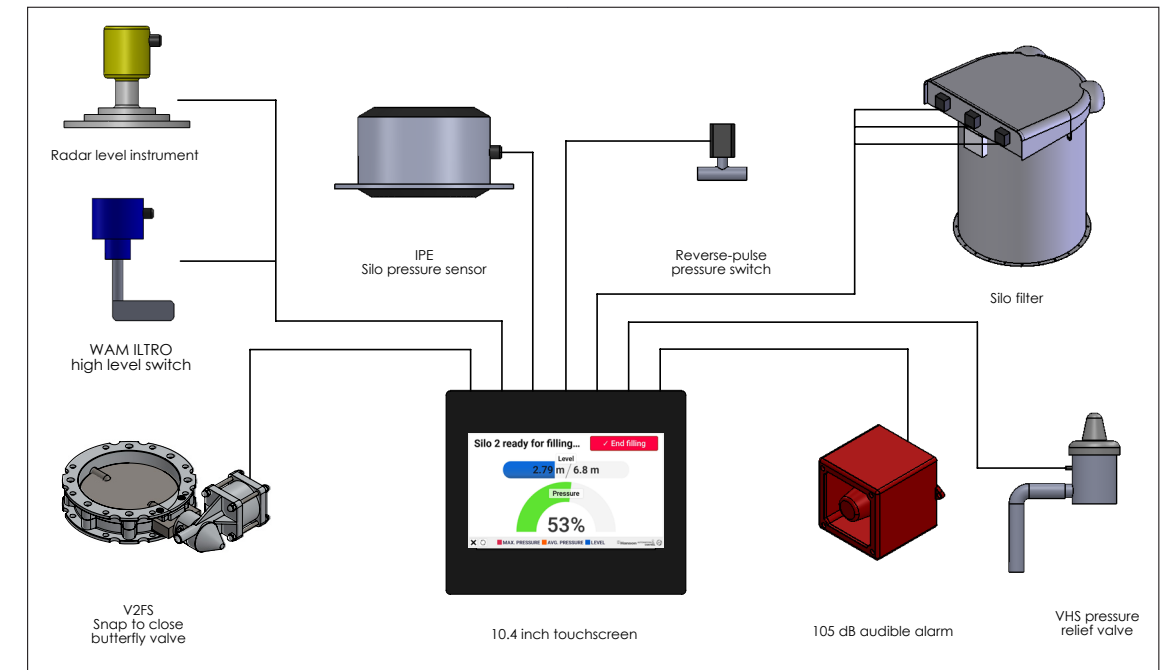 Radar level instrument
IPE
Silo pressure sensor
Reverse-pulse
pressure switch
Silo filter
WAM ILTRO
high level switch
Silo 2 ready for filling...
✓ End filling
Level
2.79 m / 6.8 m
Pressure
53%
MAX. PRESSURE AVG. PRESSURE LEVEL
V2FS
Snap to close
butterfly valve
10.4 inch touchscreen
105 dB audible alarm
VHS pressure
relief valve